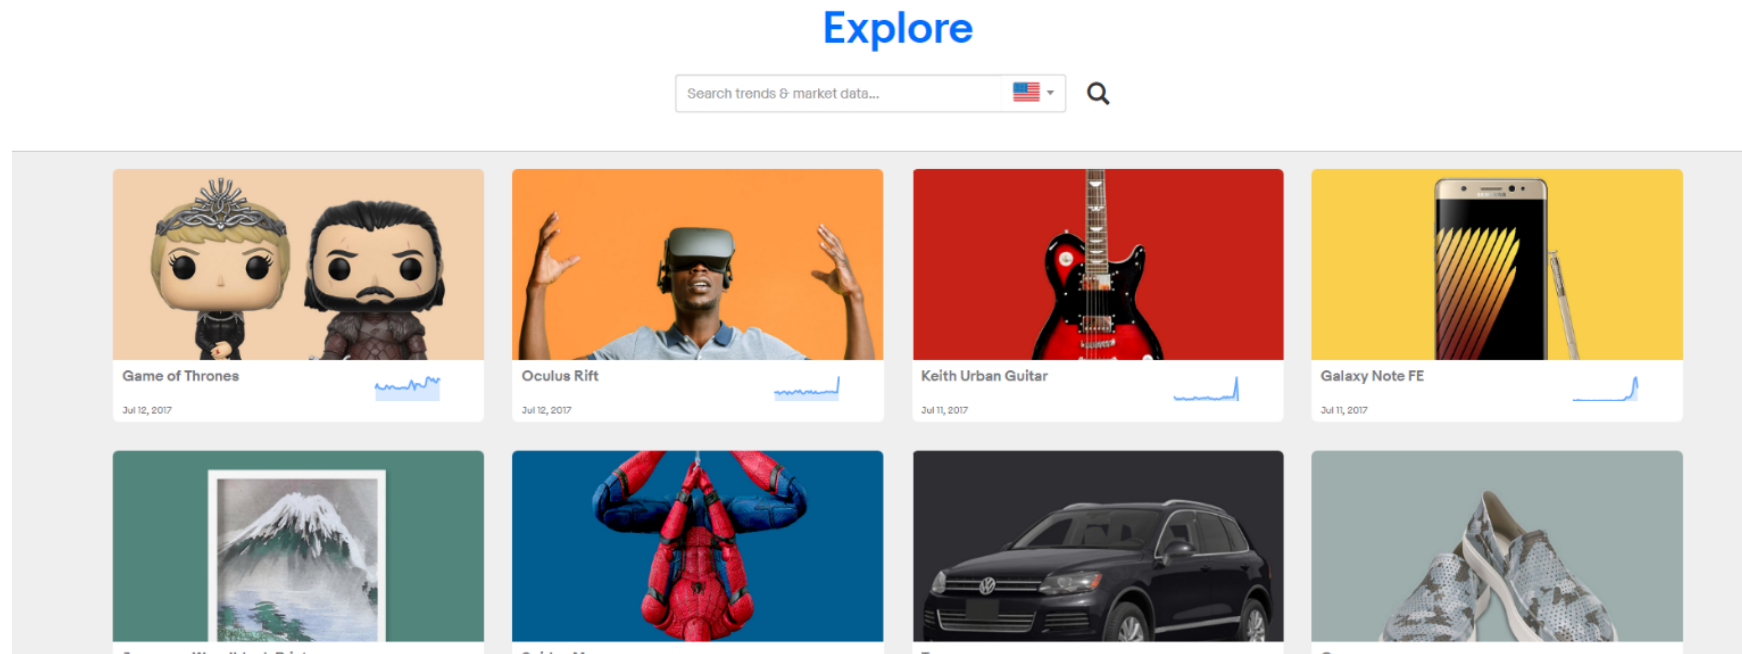 Explore
Search trends & market data...
Game of Thrones
Jul 12, 2017
Oculus Rift
Jul 12, 2017
Keith Urban Guitar
Jul 11, 2017
SAMSUNG
Galaxy Note FE
Jul 11, 2017